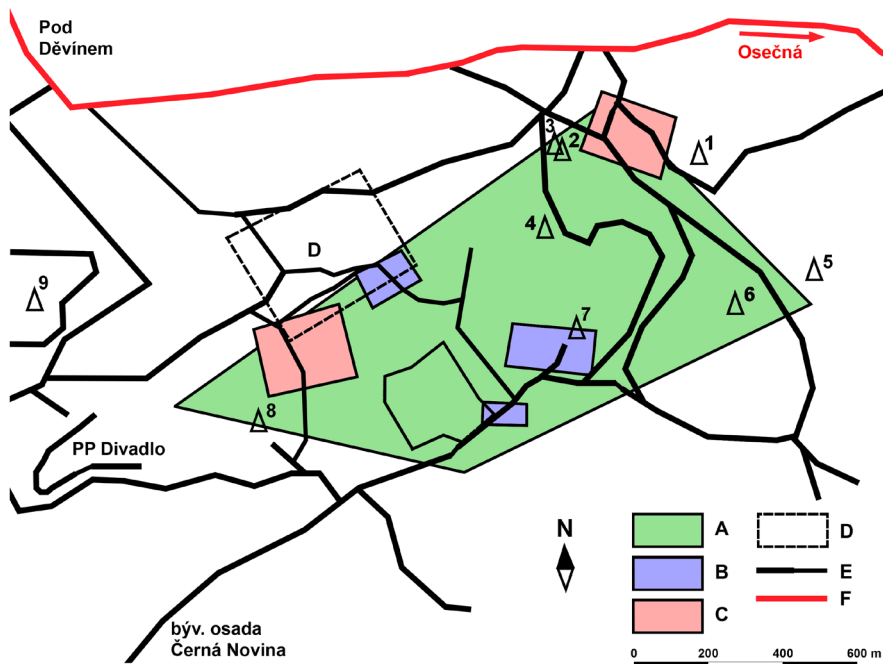 Pod
Děvínem
Osečná
3
2
1
4
5
6
9
D
7
8
PP Divadlo
N
A
D
B
E
C
F
býv. osada
Černá Novina
0 200 400 600 m